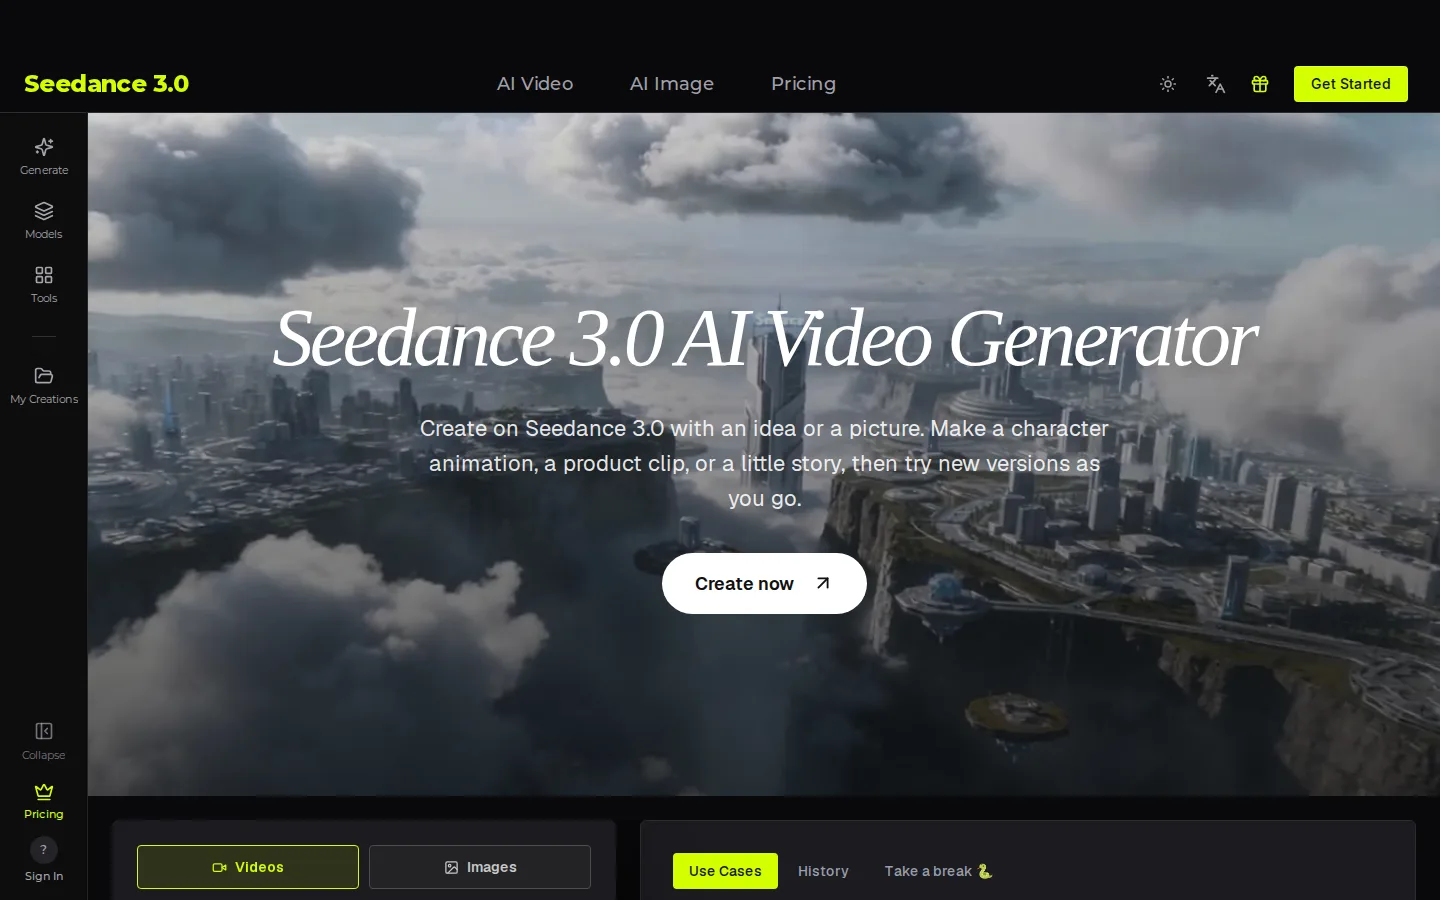 Seedance 3.0
AI Video
AI Image
Pricing
Get Started
Generate
Models
Tools
My Creations
Seedance 3.0 AI Video Generator
Create on Seedance 3.0 with an idea or a picture. Make a character
animation, a product clip, or a little story, then try new versions as
you go.
Create now
Collapse
Pricing
?
Sign In
Videos
Images
Use Cases
History
Take a break 🐍